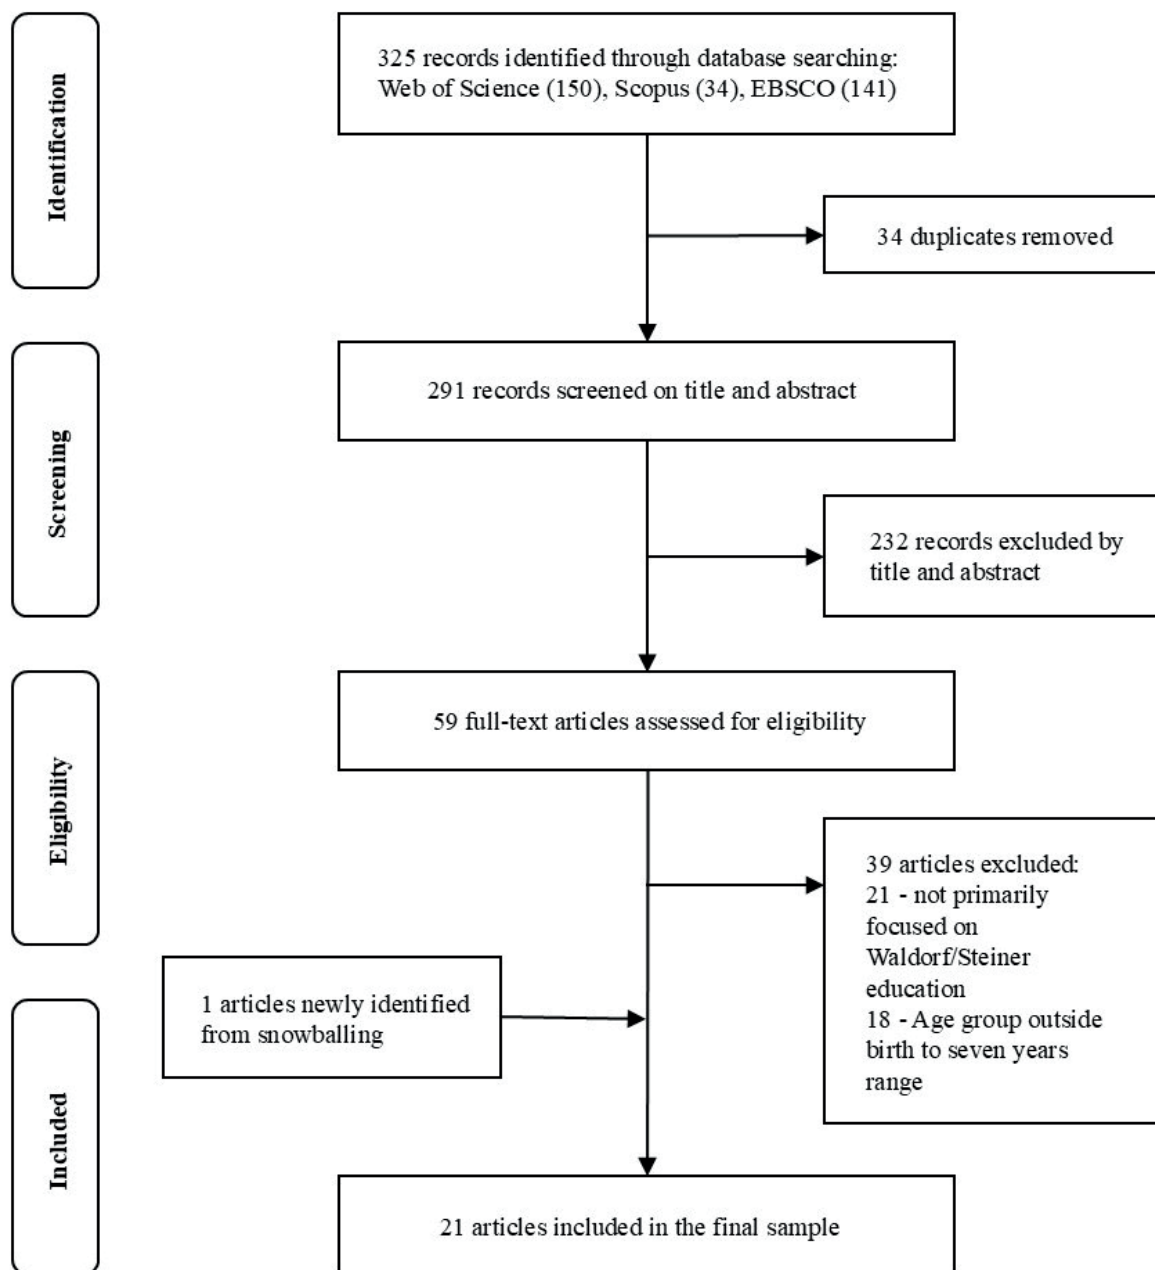 Identification
325 records identified through database searching:
Web of Science (150), Scopus (34), EBSCO (141)
34 duplicates removed
Screening
291 records screened on title and abstract
232 records excluded by
title and abstract
Eligibility
59 full-text articles assessed for eligibility
39 articles excluded:
21 - not primarily
focused on
Waldorf/Steiner
education
18 - Age group outside
birth to seven years
range
1 articles newly identified
from snowballing
Included
21 articles included in the final sample